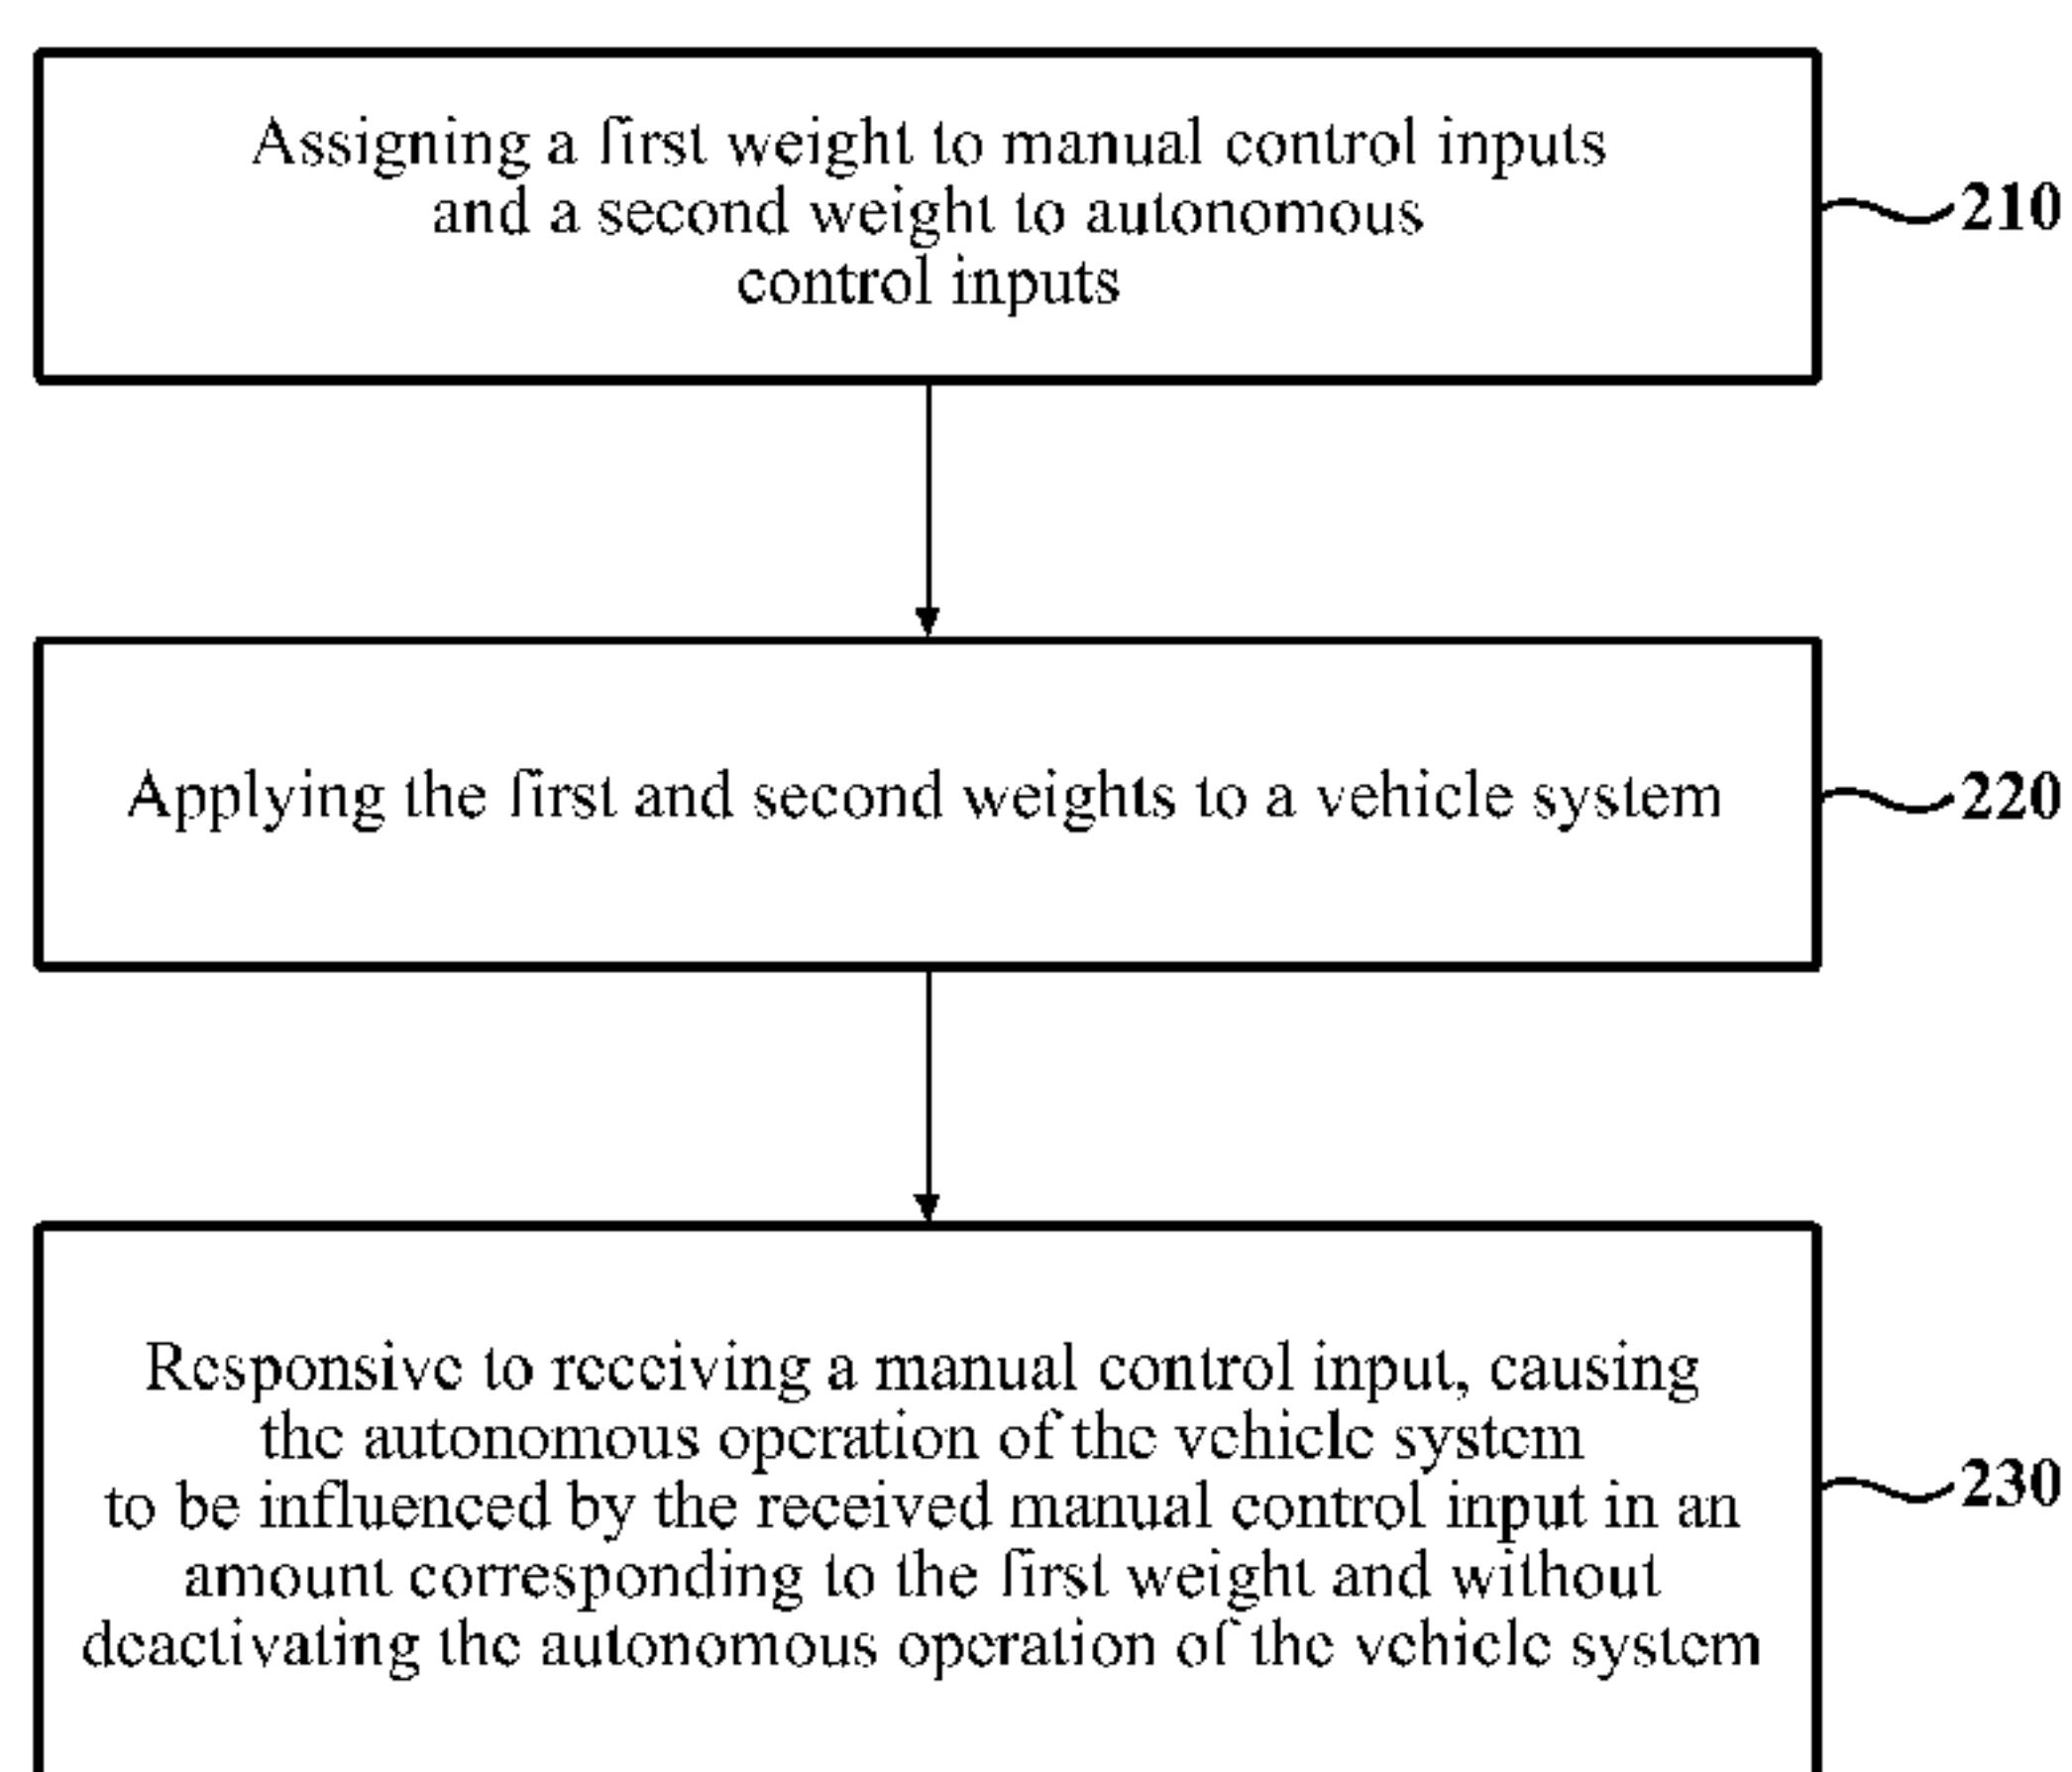 Assigning a first weight to manual control inputs
and a second weight to autonomous
control inputs
210
Applying the first and second weights to a vehicle system
220
Responsive to receiving a manual control input, causing
the autonomous operation of the vehicle system
to be influenced by the received manual control input in an
amount corresponding to the first weight and without
deactivating the autonomous operation of the vehicle system
230